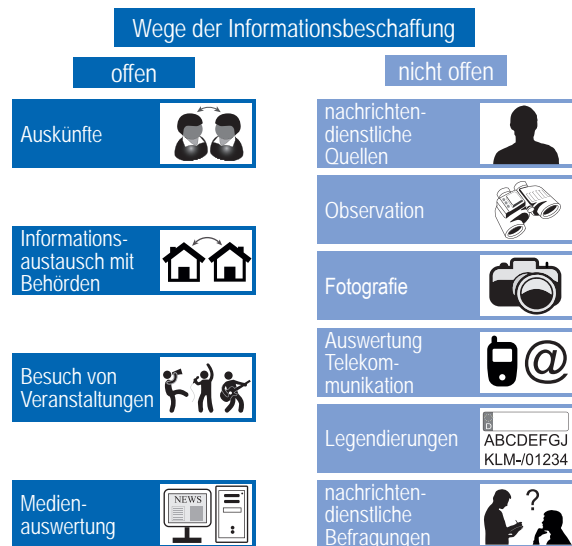 Wege der Informationsbeschaffung
offen
Auskünfte
Informations-
austausch mit
Behörden
Besuch von
Veranstaltungen
Medien-
auswertung
NEWS
nicht offen
nachrichten-
dienstliche
Quellen
Observation
Fotografie
Auswertung
Telekom-
munikation
@
Legendierungen
D
ABCDEFGJ
KLM-/01234
nachrichten-
dienstliche
Befragungen
?